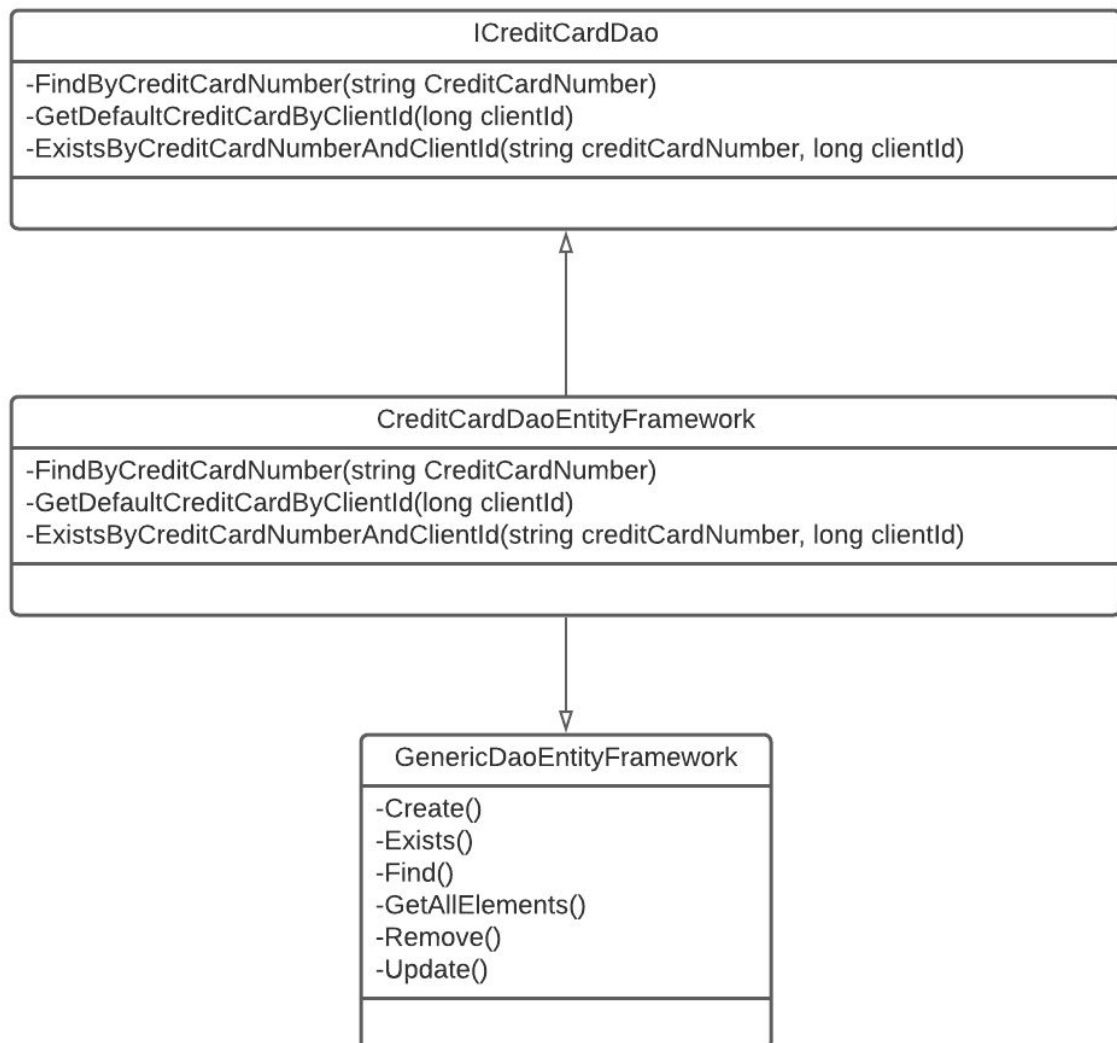 ICreditCardDao
-FindByCreditCardNumber(string CreditCardNumber)
-GetDefaultCreditCardByClientId(long clientId)
-ExistsByCreditCardNumberAndClientId(string creditCardNumber, long clientId)
CreditCardDaoEntityFramework
-FindByCreditCardNumber(string CreditCardNumber)
-GetDefaultCreditCardByClientId(long clientId)
-ExistsByCreditCardNumberAndClientId(string creditCardNumber, long clientId)
GenericDaoEntityFramework
-Create()
-Exists()
-Find()
-GetAllElements()
-Remove()
-Update()